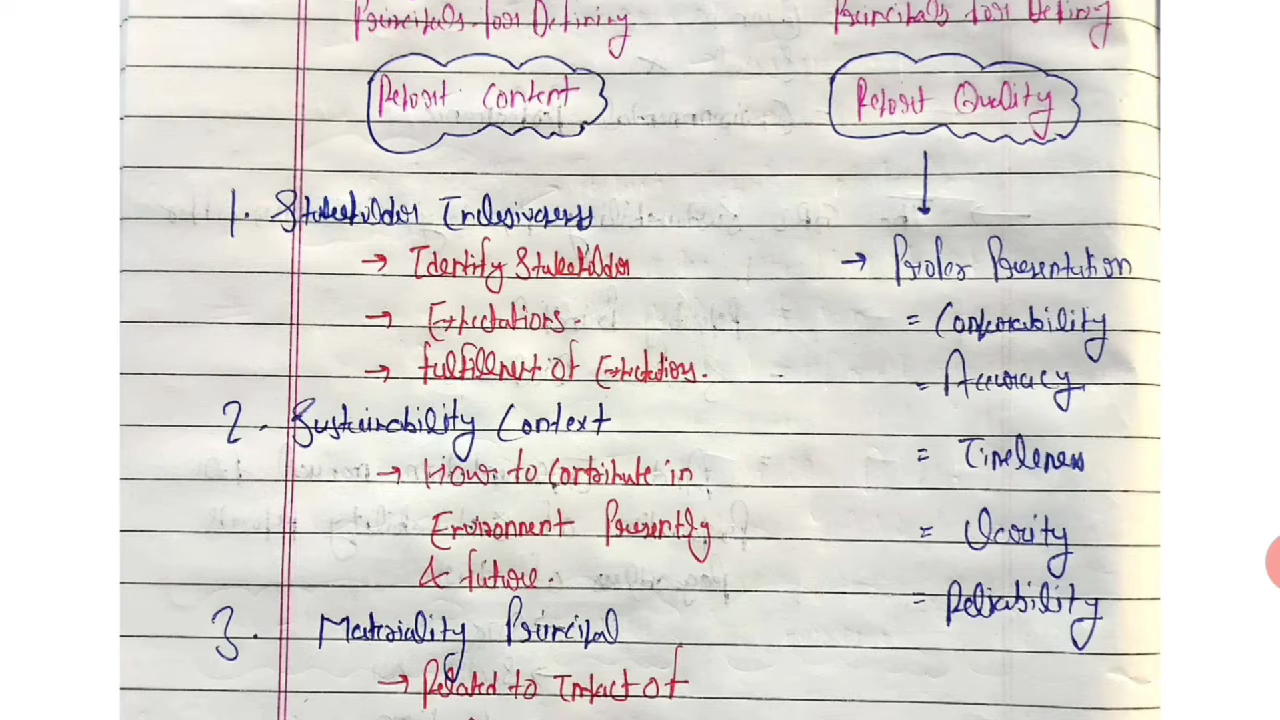 Principals for Defining
Report Content
1. Stakeholder Inclusiveness
→ Identify Stakeholder
→ Expectations.
→ fulfillment of Expectations.
2. Sustainability Context
→ How to Contribute in
Environment Presently
& future.
3. Materiality Principal
→ Related to Impact of
Principals for Defining
Report Quality
→ Proper Presentation
= Comparability
= Accuracy
= Timeleness
= Clarity
= Reliability